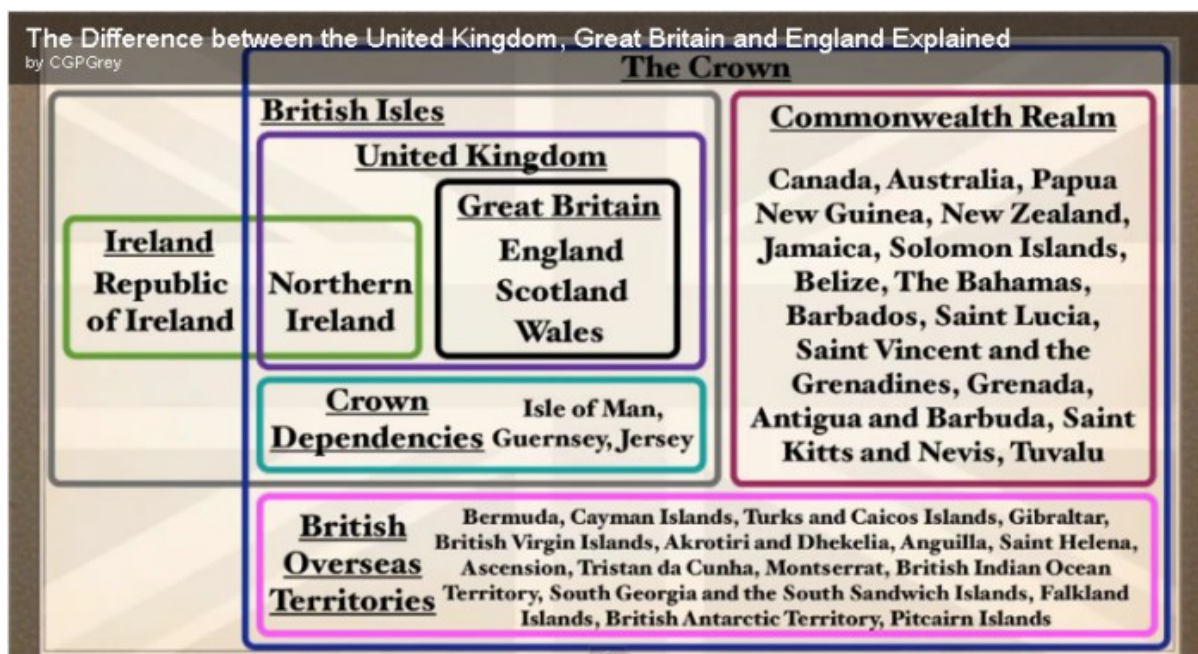 The Difference between the United Kingdom, Great Britain and England Explained
by CGPGrey
The Crown
British Isles
United Kingdom
Great Britain
England
Scotland
Wales
Ireland
Republic
of Ireland
Northern
Ireland
Crown
Dependencies
Isle of Man,
Guernsey, Jersey
Commonwealth Realm
Canada, Australia, Papua
New Guinea, New Zealand,
Jamaica, Solomon Islands,
Belize, The Bahamas,
Barbados, Saint Lucia,
Saint Vincent and the
Grenadines, Grenada,
Antigua and Barbuda, Saint
Kitts and Nevis, Tuvalu
British
Overseas
Territories
Bermuda, Cayman Islands, Turks and Caicos Islands, Gibraltar,
British Virgin Islands, Akrotiri and Dhekelia, Anguilla, Saint Helena,
Ascension, Tristan da Cunha, Montserrat, British Indian Ocean
Territory, South Georgia and the South Sandwich Islands, Falkland
Islands, British Antarctic Territory, Pitcairn Islands